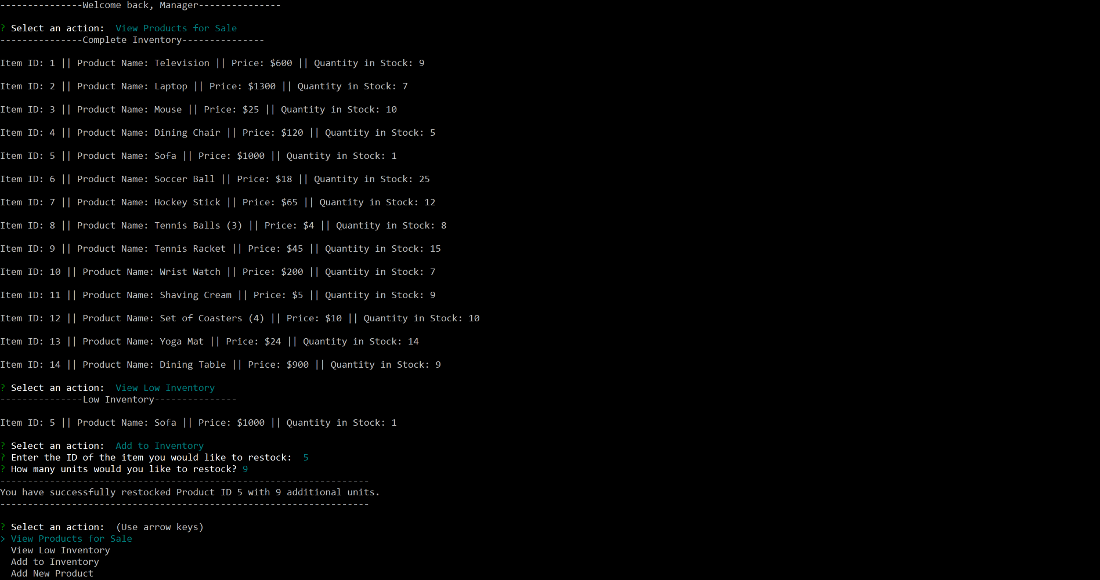 ---------------Welcome back, Manager---------------
? Select an action:  View Products for Sale
---------------Complete Inventory---------------
Item ID: 1 || Product Name: Television || Price: $600 || Quantity in Stock: 9
Item ID: 2 || Product Name: Laptop || Price: $1300 || Quantity in Stock: 7
Item ID: 3 || Product Name: Mouse || Price: $25 || Quantity in Stock: 10
Item ID: 4 || Product Name: Dining Chair || Price: $120 || Quantity in Stock: 5
Item ID: 5 || Product Name: Sofa || Price: $1000 || Quantity in Stock: 1
Item ID: 6 || Product Name: Soccer Ball || Price: $18 || Quantity in Stock: 25
Item ID: 7 || Product Name: Hockey Stick || Price: $65 || Quantity in Stock: 12
Item ID: 8 || Product Name: Tennis Balls (3) || Price: $4 || Quantity in Stock: 8
Item ID: 9 || Product Name: Tennis Racket || Price: $45 || Quantity in Stock: 15
Item ID: 10 || Product Name: Wrist Watch || Price: $200 || Quantity in Stock: 7
Item ID: 11 || Product Name: Shaving Cream || Price: $5 || Quantity in Stock: 9
Item ID: 12 || Product Name: Set of Coasters (4) || Price: $10 || Quantity in Stock: 10
Item ID: 13 || Product Name: Yoga Mat || Price: $24 || Quantity in Stock: 14
Item ID: 14 || Product Name: Dining Table || Price: $900 || Quantity in Stock: 9
? Select an action:  View Low Inventory
---------------Low Inventory---------------
Item ID: 5 || Product Name: Sofa || Price: $1000 || Quantity in Stock: 1
? Select an action:  Add to Inventory
? Enter the ID of the item you would like to restock:  5
? How many units would you like to restock? 9
-------------------------------------------------------------------
You have successfully restocked Product ID 5 with 9 additional units.
-------------------------------------------------------------------
? Select an action:  (Use arrow keys)
> View Products for Sale
  View Low Inventory
  Add to Inventory
  Add New Product